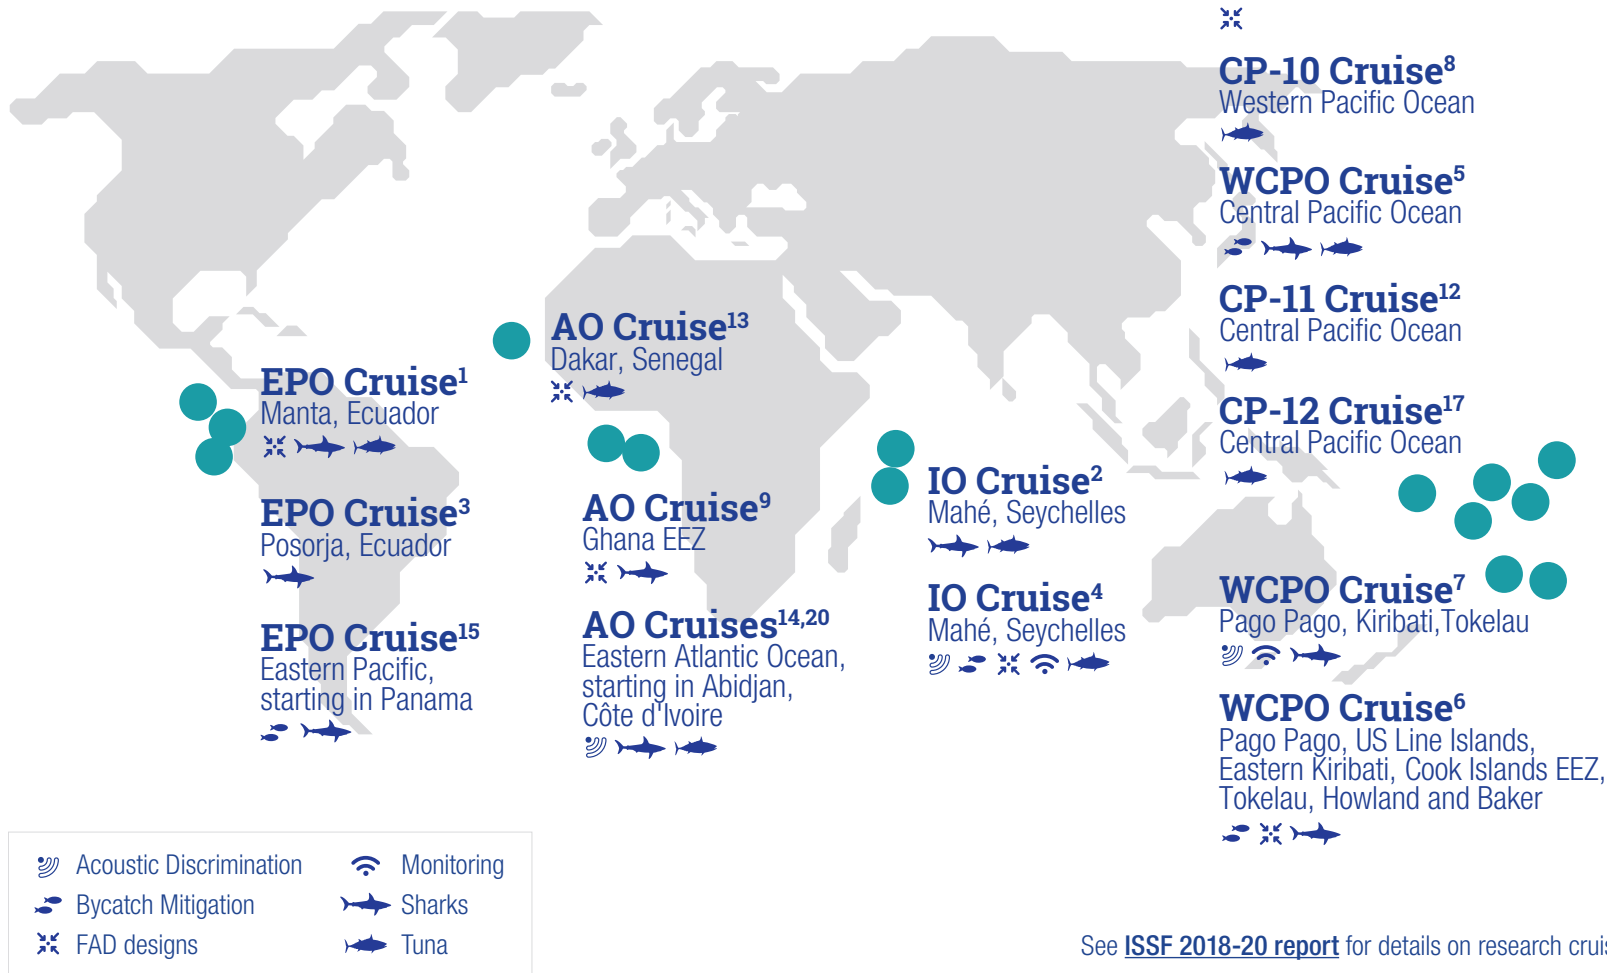 CP-10 Cruise8
Western Pacific Ocean
WCPO Cruise5
Central Pacific Ocean
CP-11 Cruise12
Central Pacific Ocean
CP-12 Cruise17
Central Pacific Ocean
AO Cruise13
Dakar, Senegal
EPO Cruise1
Manta, Ecuador
EPO Cruise3
Posorja, Ecuador
EPO Cruise15
Eastern Pacific,
starting in Panama
AO Cruise9
Ghana EEZ
AO Cruises14,20
Eastern Atlantic Ocean,
starting in Abidjan,
Côte d'Ivoire
IO Cruise2
Mahé, Seychelles
IO Cruise4
Mahé, Seychelles
WCPO Cruise7
Pago Pago, Kiribati,Tokelau
WCPO Cruise6
Pago Pago, US Line Islands,
Eastern Kiribati, Cook Islands EEZ,
Tokelau, Howland and Baker
Acoustic Discrimination
Bycatch Mitigation
FAD designs
Monitoring
Sharks
Tuna
See ISSF 2018-20 report for details on research